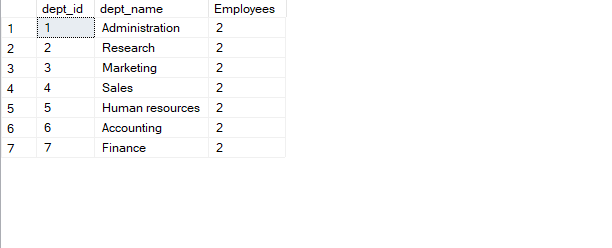 dept_id dept_name Employees
1 1 Administration 2
2 2 Research 2
3 3 Marketing 2
4 4 Sales 2
5 5 Human resources 2
6 6 Accounting 2
7 7 Finance 2